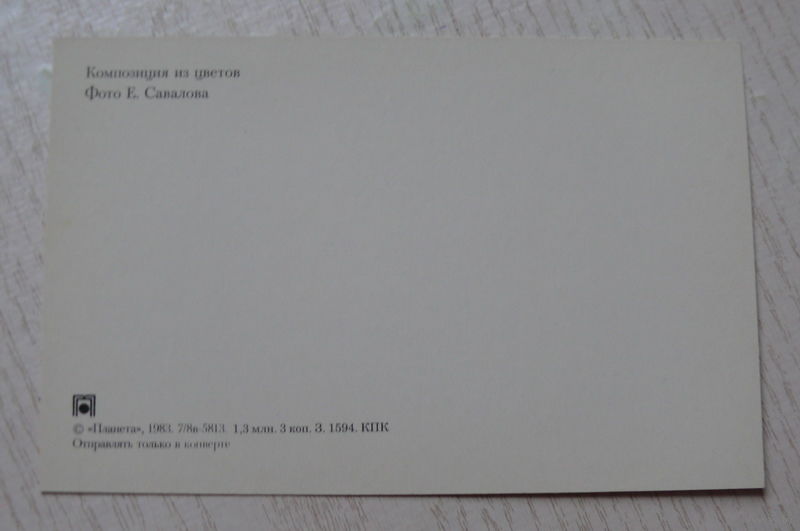 Композиция из цветов
Фото Е. Савалова
© «Планета», 1983. 7/8в-5813. 1,3 млн. 3 коп. З. 1594. КПК
Отправлять только в конверте